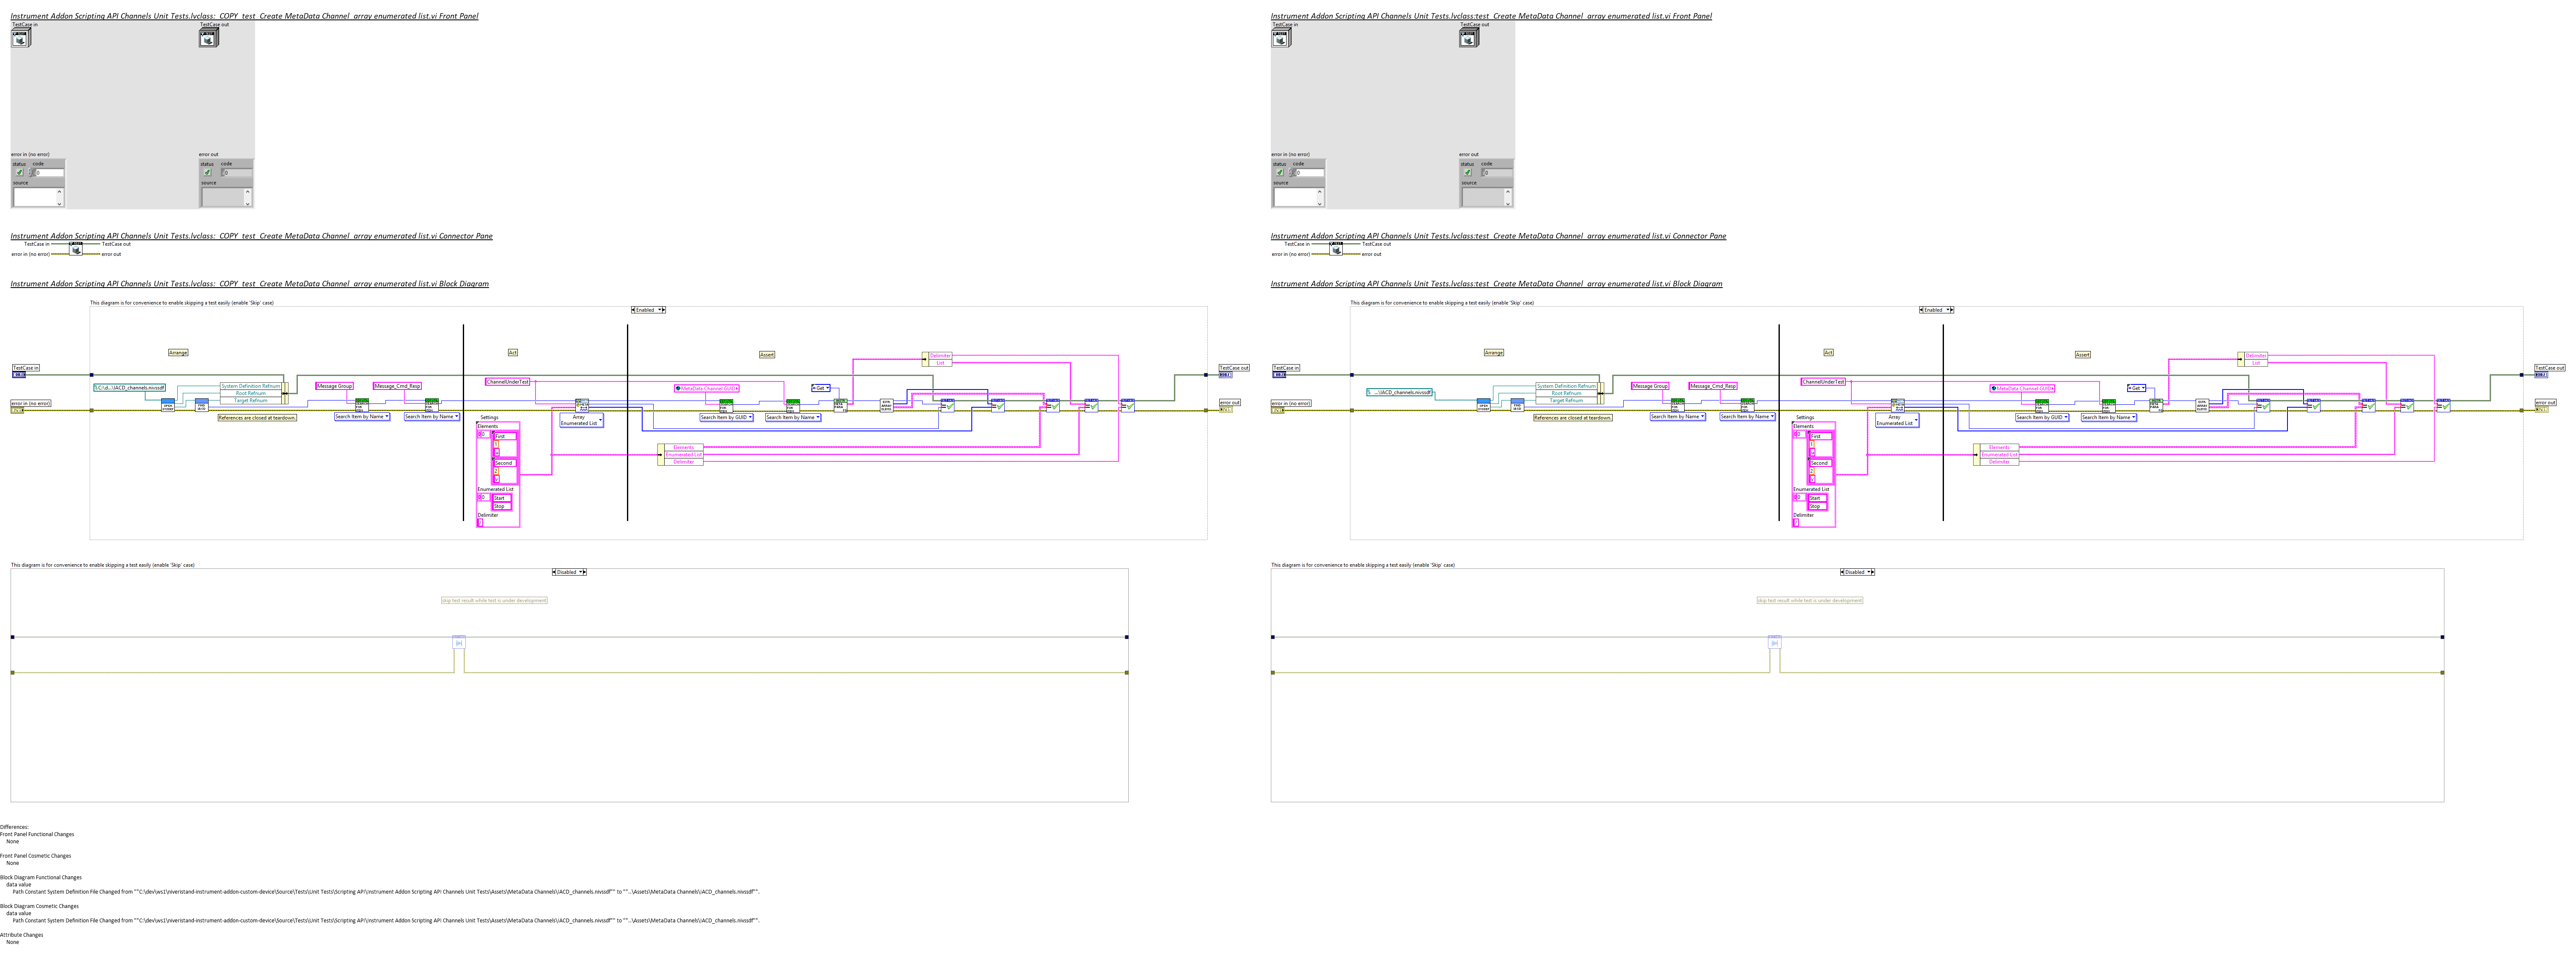 Instrument Addon Scripting API Channels Unit Tests.lvclass:_COPY_test_Create MetaData Channel_array enumerated list.vi Front Panel
TestCase in
TestCase out
error in (no error)
error out
status code
0
source
status code
0
source
Instrument Addon Scripting API Channels Unit Tests.lvclass:_COPY_test_Create MetaData Channel_array enumerated list.vi Connector Pane
TestCase in
TestCase out
error in (no error)
error out
Instrument Addon Scripting API Channels Unit Tests.lvclass:_COPY_test_Create MetaData Channel_array enumerated list.vi Block Diagram
This diagram is for convenience to enable skipping a test easily (enable 'Skip' case)
Enabled
Arrange
Act
Assert
Delimiter
List
TestCase in
TestCase out
C:\d...\IACD_channels.nivssdf
System Definition Refnum
Root Refnum
Target Refnum
Message Group
Message_Cmd_Resp
ChannelUnderTest
MetaData Channel GUID
Get
error in (no error)
error out
References are closed at teardown.
Search Item by Name
Search Item by Name
Settings
Array
Enumerated List
Search Item by GUID
Search Item by Name
Elements
0
First
1
V
Second
2
V
Elements
Enumerated List
Delimiter
Enumerated List
0
Start
Stop
Delimiter
This diagram is for convenience to enable skipping a test easily (enable 'Skip' case)
Disabled
skip test result while test is under development
Instrument Addon Scripting API Channels Unit Tests.lvclass:test_Create MetaData Channel_array enumerated list.vi Front Panel
TestCase in
TestCase out
error in (no error)
error out
status code
0
source
status code
0
source
Instrument Addon Scripting API Channels Unit Tests.lvclass:test_Create MetaData Channel_array enumerated list.vi Connector Pane
TestCase in
TestCase out
error in (no error)
error out
Instrument Addon Scripting API Channels Unit Tests.lvclass:test_Create MetaData Channel_array enumerated list.vi Block Diagram
This diagram is for convenience to enable skipping a test easily (enable 'Skip' case)
Enabled
Arrange
Act
Assert
Delimiter
List
TestCase in
TestCase out
..\...\IACD_channels.nivssdf
System Definition Refnum
Root Refnum
Target Refnum
Message Group
Message_Cmd_Resp
ChannelUnderTest
MetaData Channel GUID
Get
error in (no error)
error out
References are closed at teardown.
Search Item by Name
Search Item by Name
Settings
Array
Enumerated List
Search Item by GUID
Search Item by Name
Elements
0
First
1
V
Second
2
V
Elements
Enumerated List
Delimiter
Enumerated List
0
Start
Stop
Delimiter
This diagram is for convenience to enable skipping a test easily (enable 'Skip' case)
Disabled
skip test result while test is under development
Differences:
Front Panel Functional Changes
None
Front Panel Cosmetic Changes
None
Block Diagram Functional Changes
data value
Path Constant System Definition File Changed from ""C:\dev\ws1\niveristand-instrument-addon-custom-device\Source\Tests\Unit Tests\Scripting API\Instrument Addon Scripting API Channels Unit Tests\Assets\MetaData Channels\IACD_channels.nivssdf"" to ""..\Assets\MetaData Channels\IACD_channels.nivssdf"".
Block Diagram Cosmetic Changes
data value
Path Constant System Definition File Changed from ""C:\dev\ws1\niveristand-instrument-addon-custom-device\Source\Tests\Unit Tests\Scripting API\Instrument Addon Scripting API Channels Unit Tests\Assets\MetaData Channels\IACD_channels.nivssdf"" to ""..\Assets\MetaData Channels\IACD_channels.nivssdf"".
Attribute Changes
None